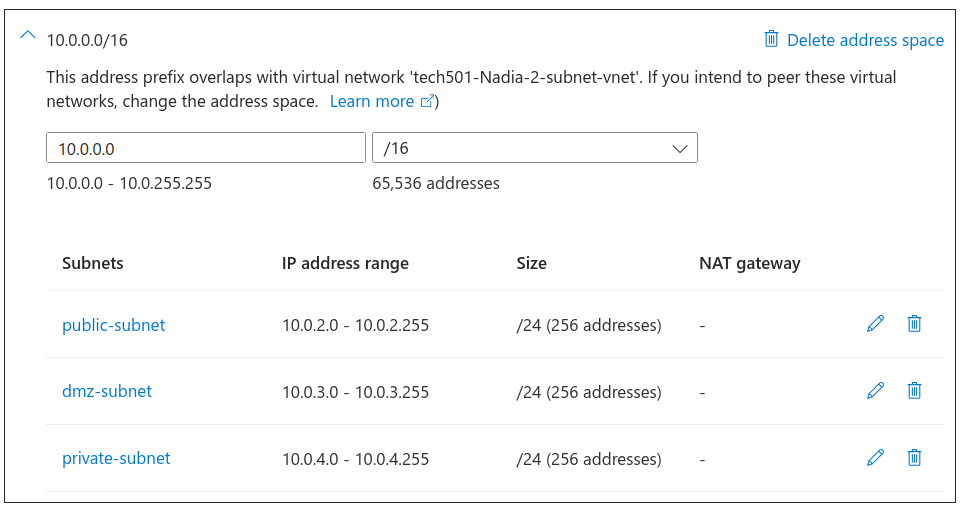 10.0.0.0/16 Delete address space
This address prefix overlaps with virtual network 'tech501-Nadia-2-subnet-vnet'. If you intend to peer these virtual
networks, change the address space. Learn more )
10.0.0.0 /16
10.0.0.0 - 10.0.255.255 65,536 addresses
Subnets IP address range Size NAT gateway
public-subnet 10.0.2.0 - 10.0.2.255 /24 (256 addresses) -
dmz-subnet 10.0.3.0 - 10.0.3.255 /24 (256 addresses) -
private-subnet 10.0.4.0 - 10.0.4.255 /24 (256 addresses) -